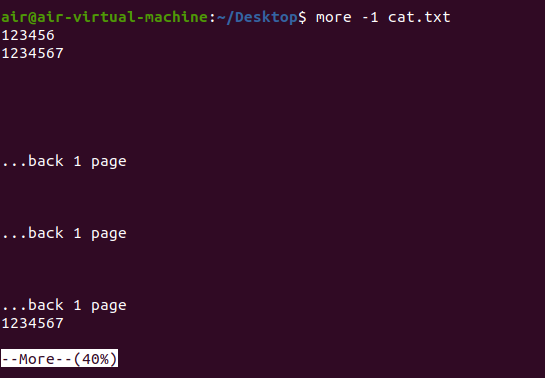 air@air-virtual-machine:~/Desktop$ more -1 cat.txt
123456
1234567
...back 1 page
...back 1 page
...back 1 page
1234567
--More--(40%)